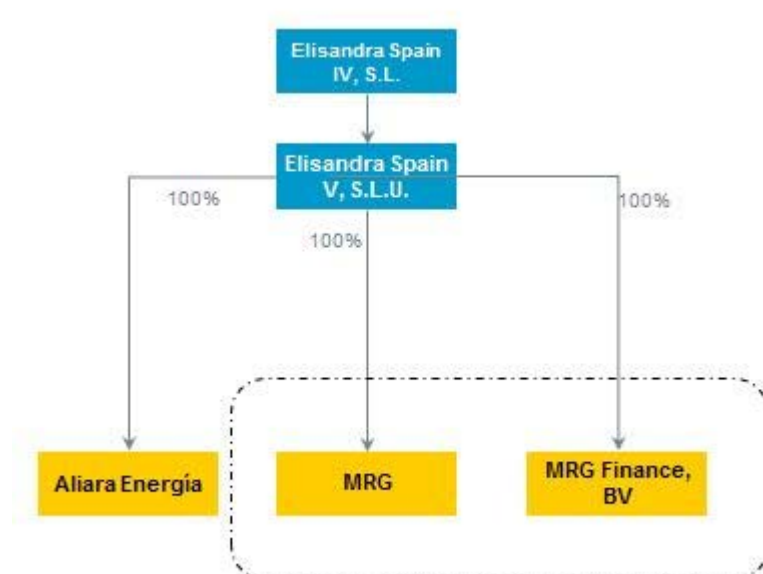 Elisandra Spain
IV, S.L.
Elisandra Spain
V, S.L.U.
100%
100%
100%
Aliara Energía
MRG
MRG Finance,
BV